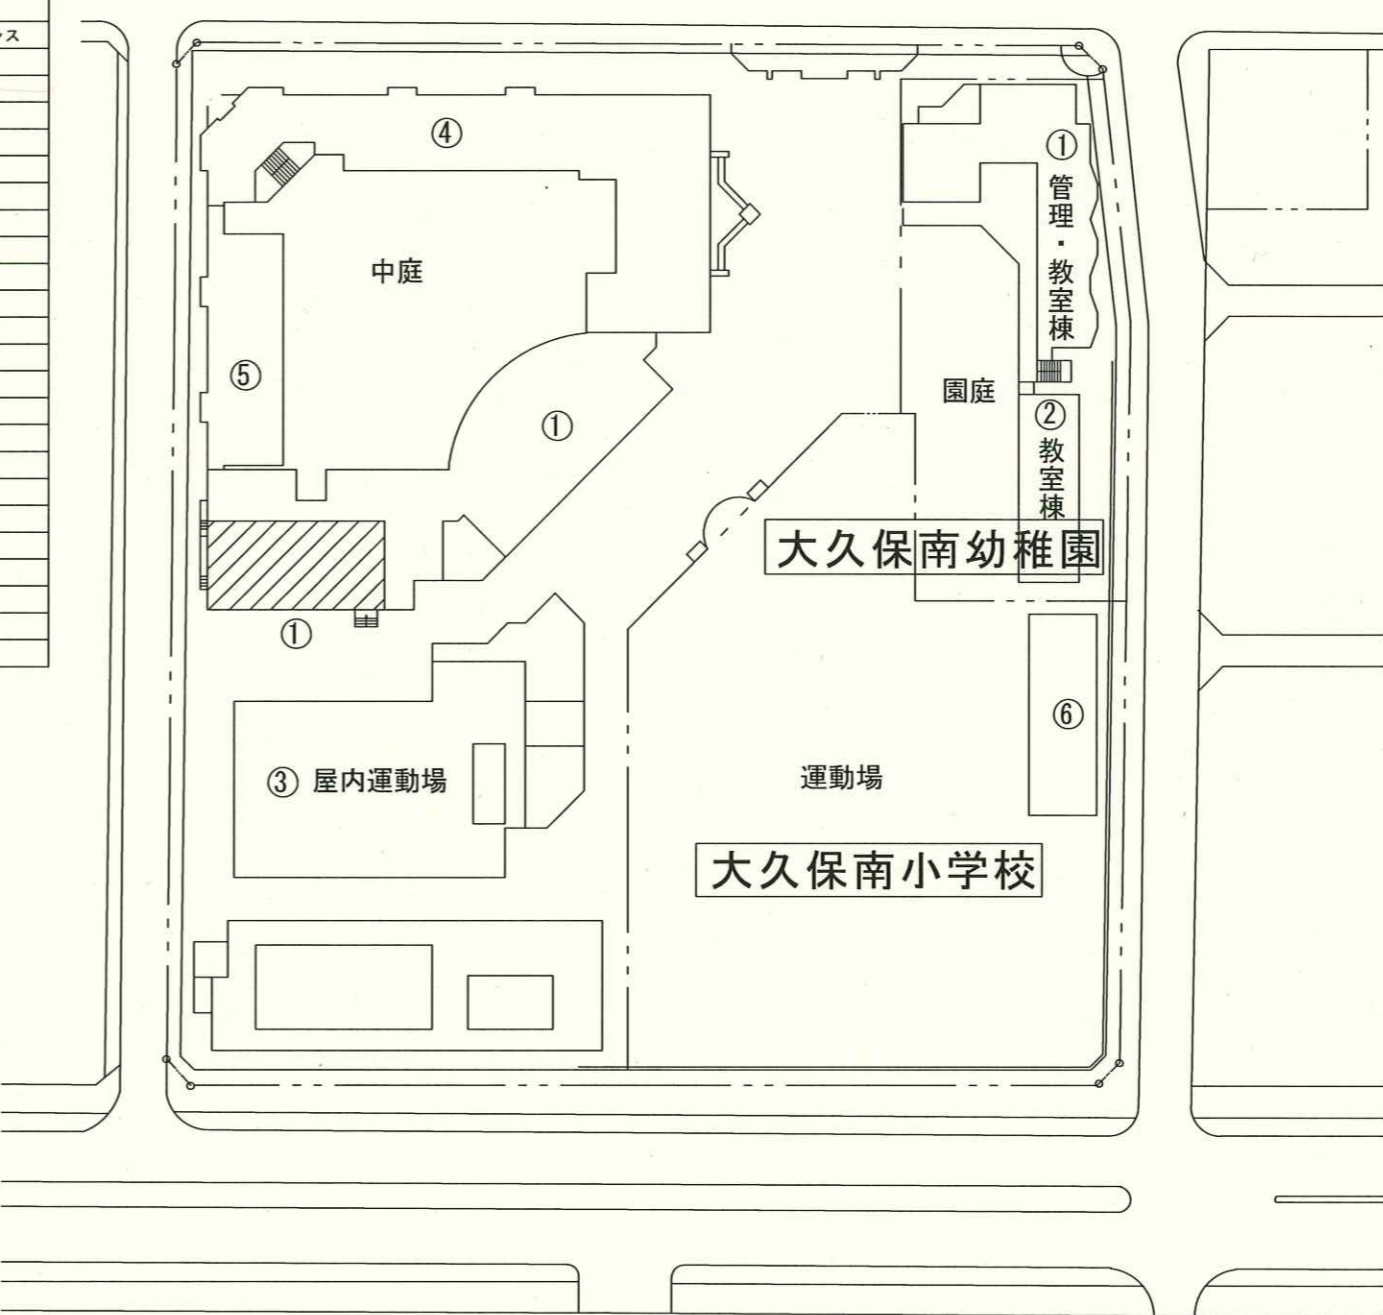 ス
④
①
管理・教室棟
中庭
⑤
園庭
②
教室棟
①
大久保南幼稚園
①
⑥
③ 屋内運動場
運動場
大久保南小学校